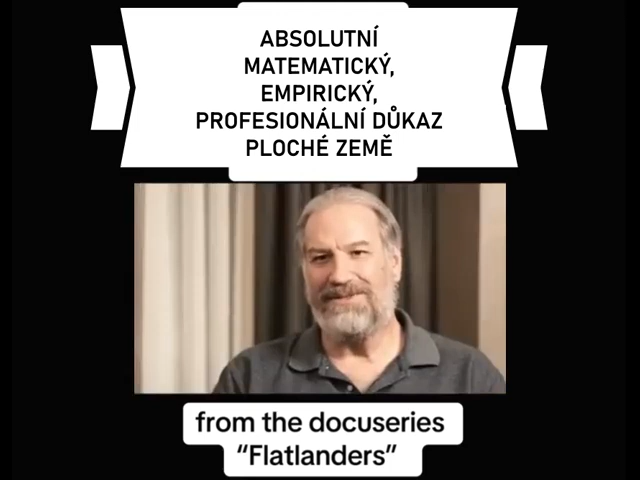 ABSOLUTNÍ
MATEMATICKÝ,
EMPIRICKÝ,
PROFESIONÁLNÍ DŮKAZ
PLOCHÉ ZEMĚ
from the docuseries
“Flatlanders”